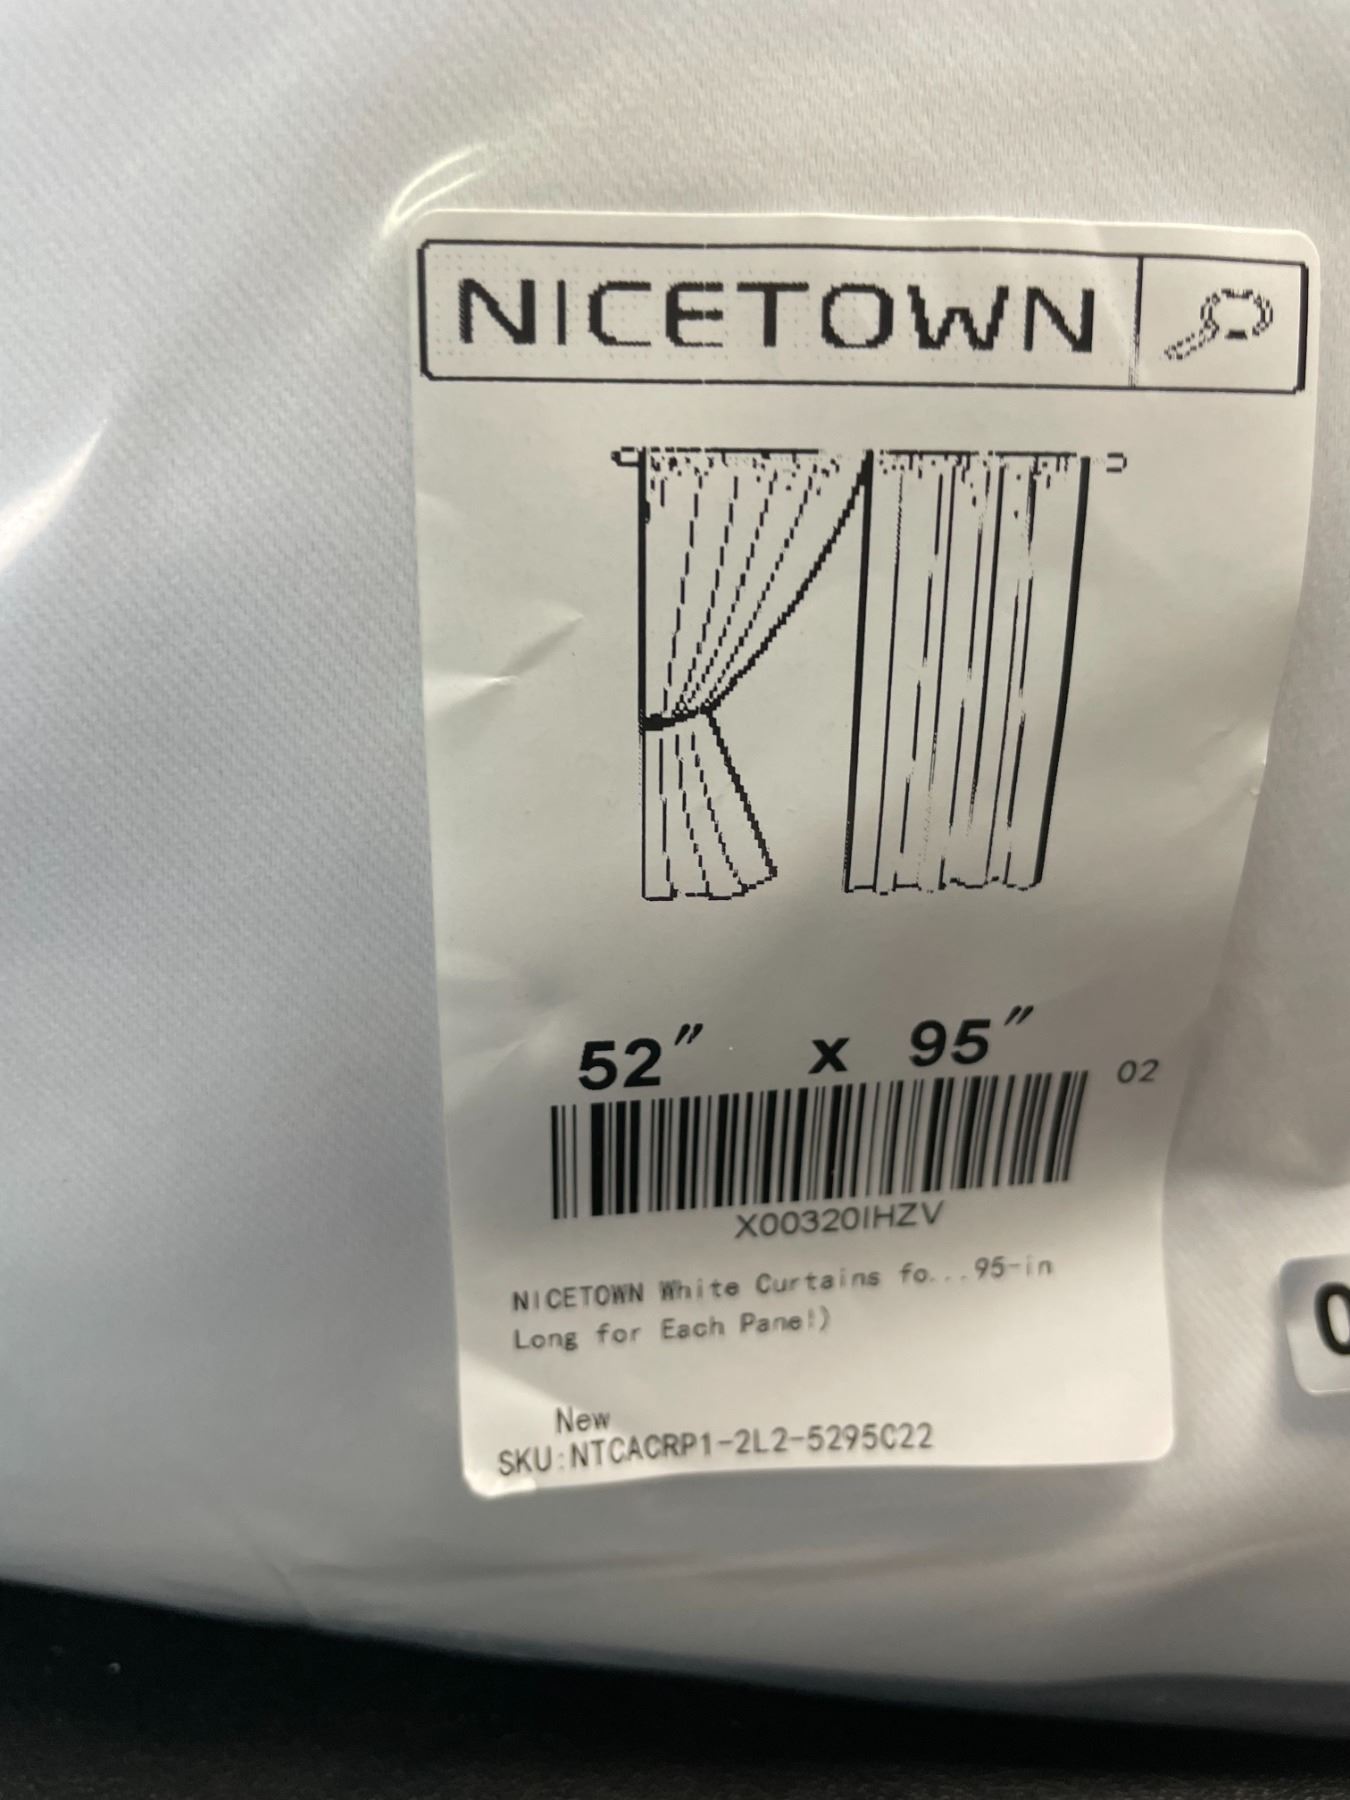 NICETOWN
52" x 95"
02
X00320IHZV
NICETOWN White Curtains fo...95-in
Long for Each Panel)
New
SKU:NTCACRP1-2L2-5295C22
0